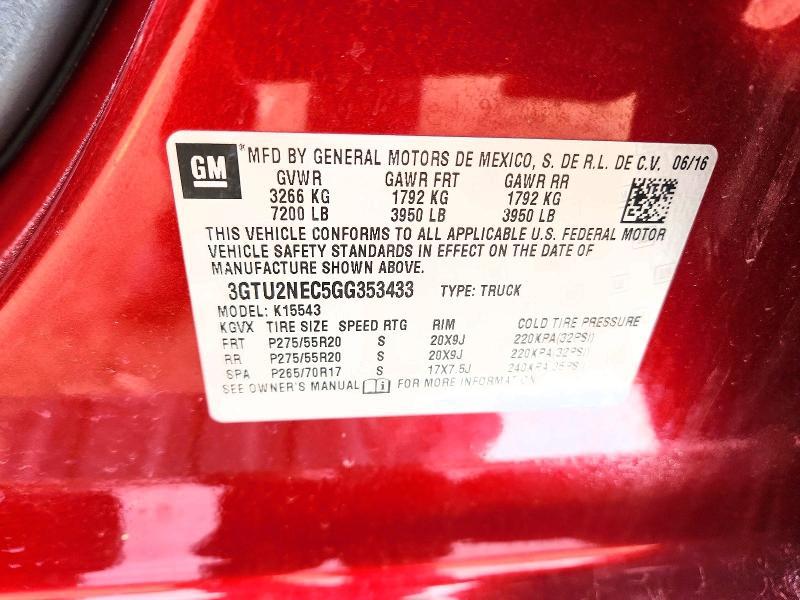 GM
*MFD BY GENERAL MOTORS DE MEXICO, S. DE R.L. DE C.V. 06/16
GVWR GAWR FRT GAWR RR
3266 KG 1792 KG 1792 KG
7200 LB 3950 LB 3950 LB
THIS VEHICLE CONFORMS TO ALL APPLICABLE U.S. FEDERAL MOTOR
VEHICLE SAFETY STANDARDS IN EFFECT ON THE DATE OF
MANUFACTURE SHOWN ABOVE.
3GTU2NEC5GG353433 TYPE: TRUCK
MODEL: K15543
KGVX TIRE SIZE SPEED RTG RIM COLD TIRE PRESSURE
FRT P275/55R20 S 20X9J 220KPA(32PSI)
RR P275/55R20 S 20X9J 220KPA(32PSI)
SPA P265/70R17 S 17X7.5J 240KPA(35PSI)
SEE OWNER'S MANUAL i FOR MORE INFORMATION